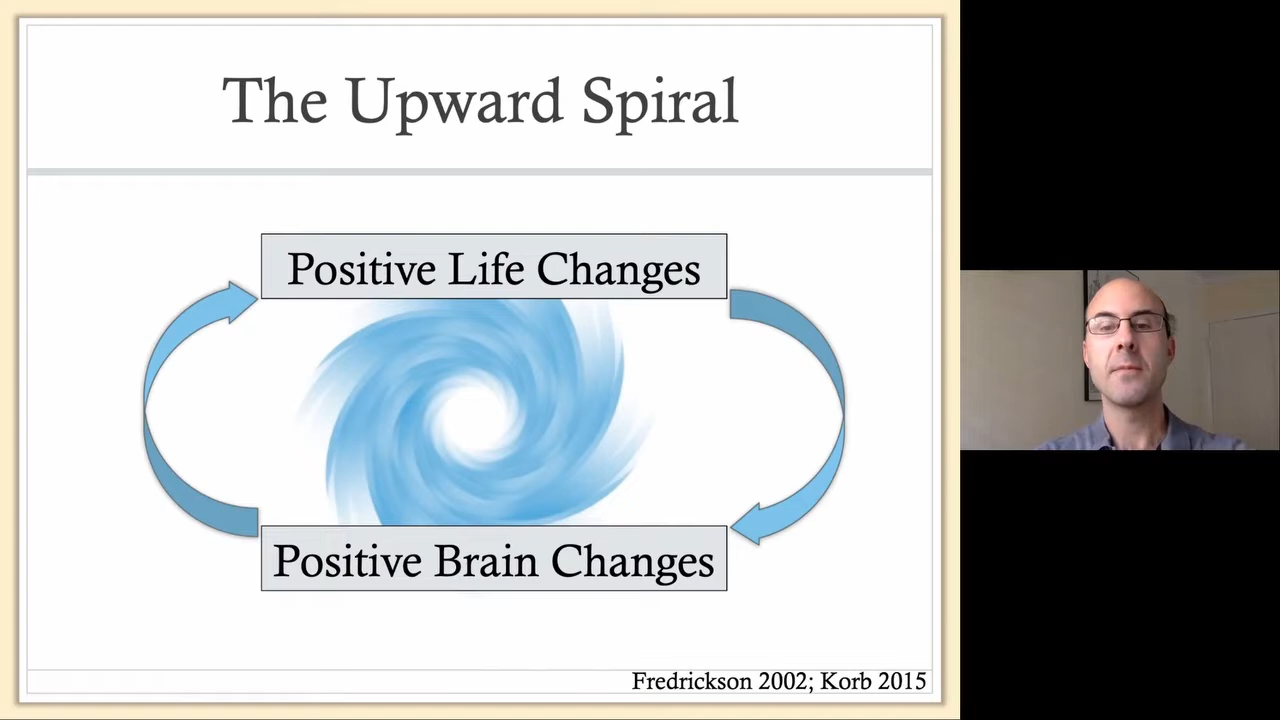 The Upward Spiral
Positive Life Changes
Positive Brain Changes
Fredrickson 2002; Korb 2015